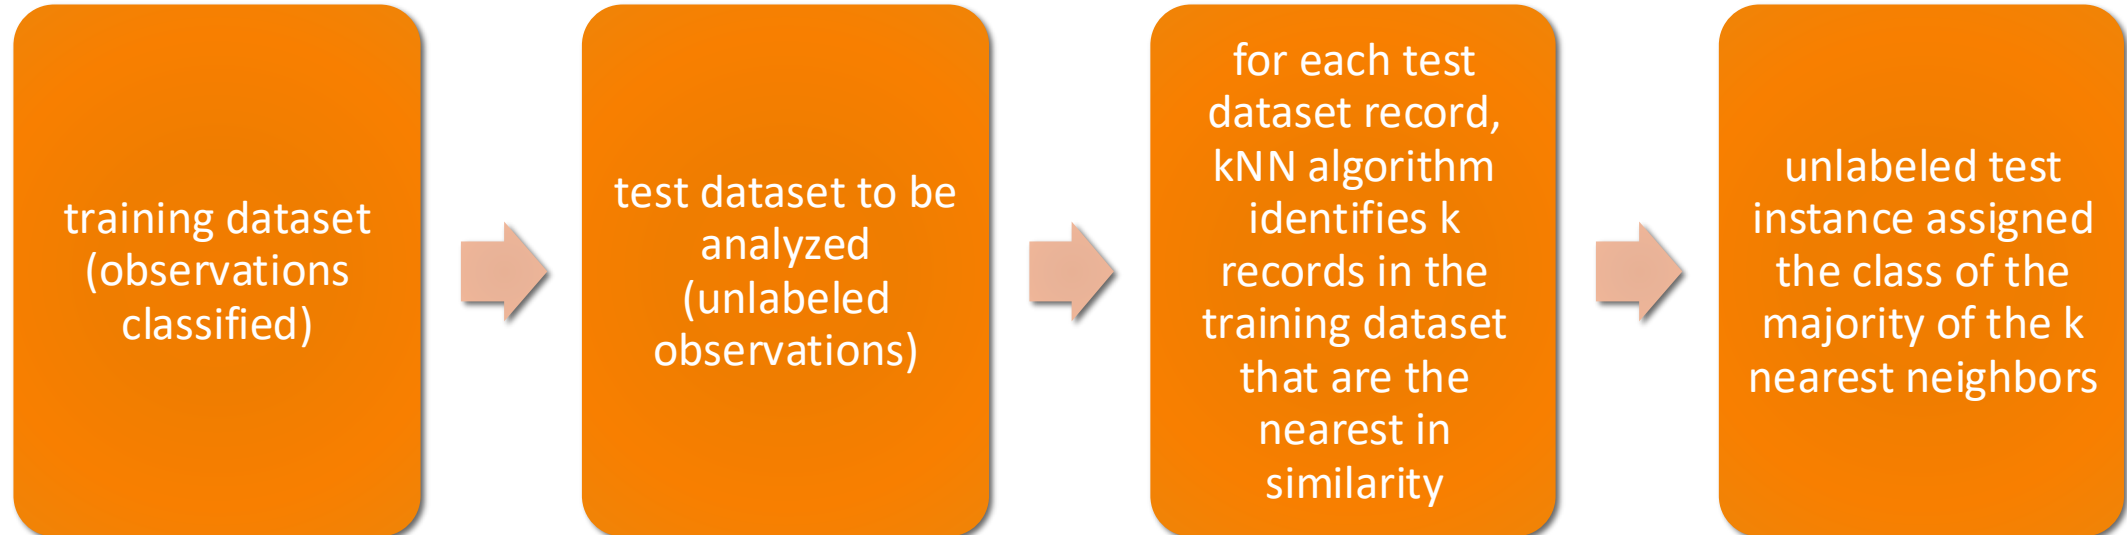 training dataset
(observations
classified)
test dataset to be
analyzed
(unlabeled
observations)
for each test
dataset record,
kNN algorithm
identifies k
records in the
training dataset
that are the
nearest in
similarity
unlabeled test
instance assigned
the class of the
majority of the k
nearest neighbors